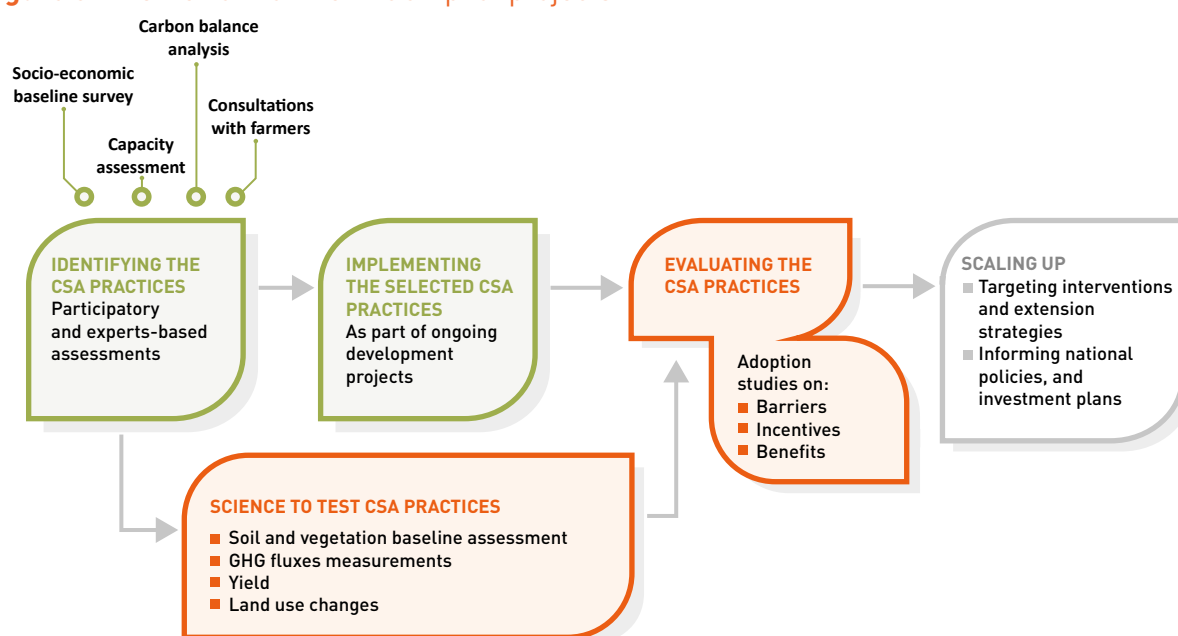 Carbon balance
analysis
Socio-economic
baseline survey
Consultations
with farmers
Capacity
assessment
IDENTIFYING THE
CSA PRACTICES
Participatory
and experts-based
assessments
IMPLEMENTING
THE SELECTED CSA
PRACTICES
As part of ongoing
development
projects
EVALUATING THE
CSA PRACTICES
Adoption
studies on:
Barriers
Incentives
Benefits
SCALING UP
Targeting interventions
and extension
strategies
Informing national
policies, and
investment plans
SCIENCE TO TEST CSA PRACTICES
Soil and vegetation baseline assessment
GHG fluxes measurements
Yield
Land use changes